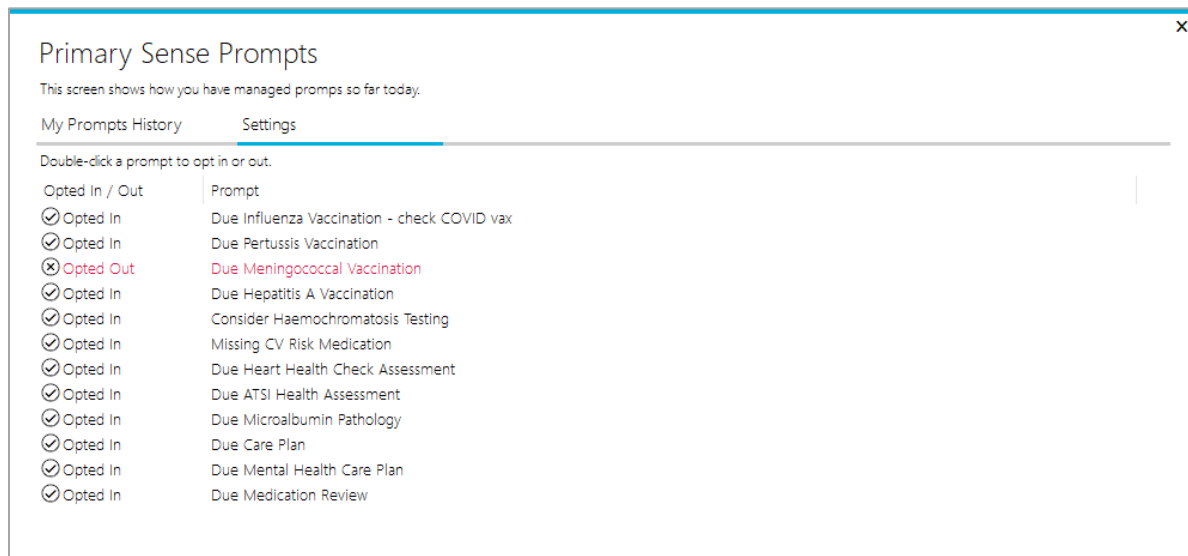 x
Primary Sense Prompts
This screen shows how you have managed promps so far today.
My Prompts History Settings
Double-click a prompt to opt in or out.
Opted In / Out Prompt
Opted In Due Influenza Vaccination - check COVID vax
Opted In Due Pertussis Vaccination
Opted Out Due Meningococcal Vaccination
Opted In Due Hepatitis A Vaccination
Opted In Consider Haemochromatosis Testing
Opted In Missing CV Risk Medication
Opted In Due Heart Health Check Assessment
Opted In Due ATSI Health Assessment
Opted In Due Microalbumin Pathology
Opted In Due Care Plan
Opted In Due Mental Health Care Plan
Opted In Due Medication Review